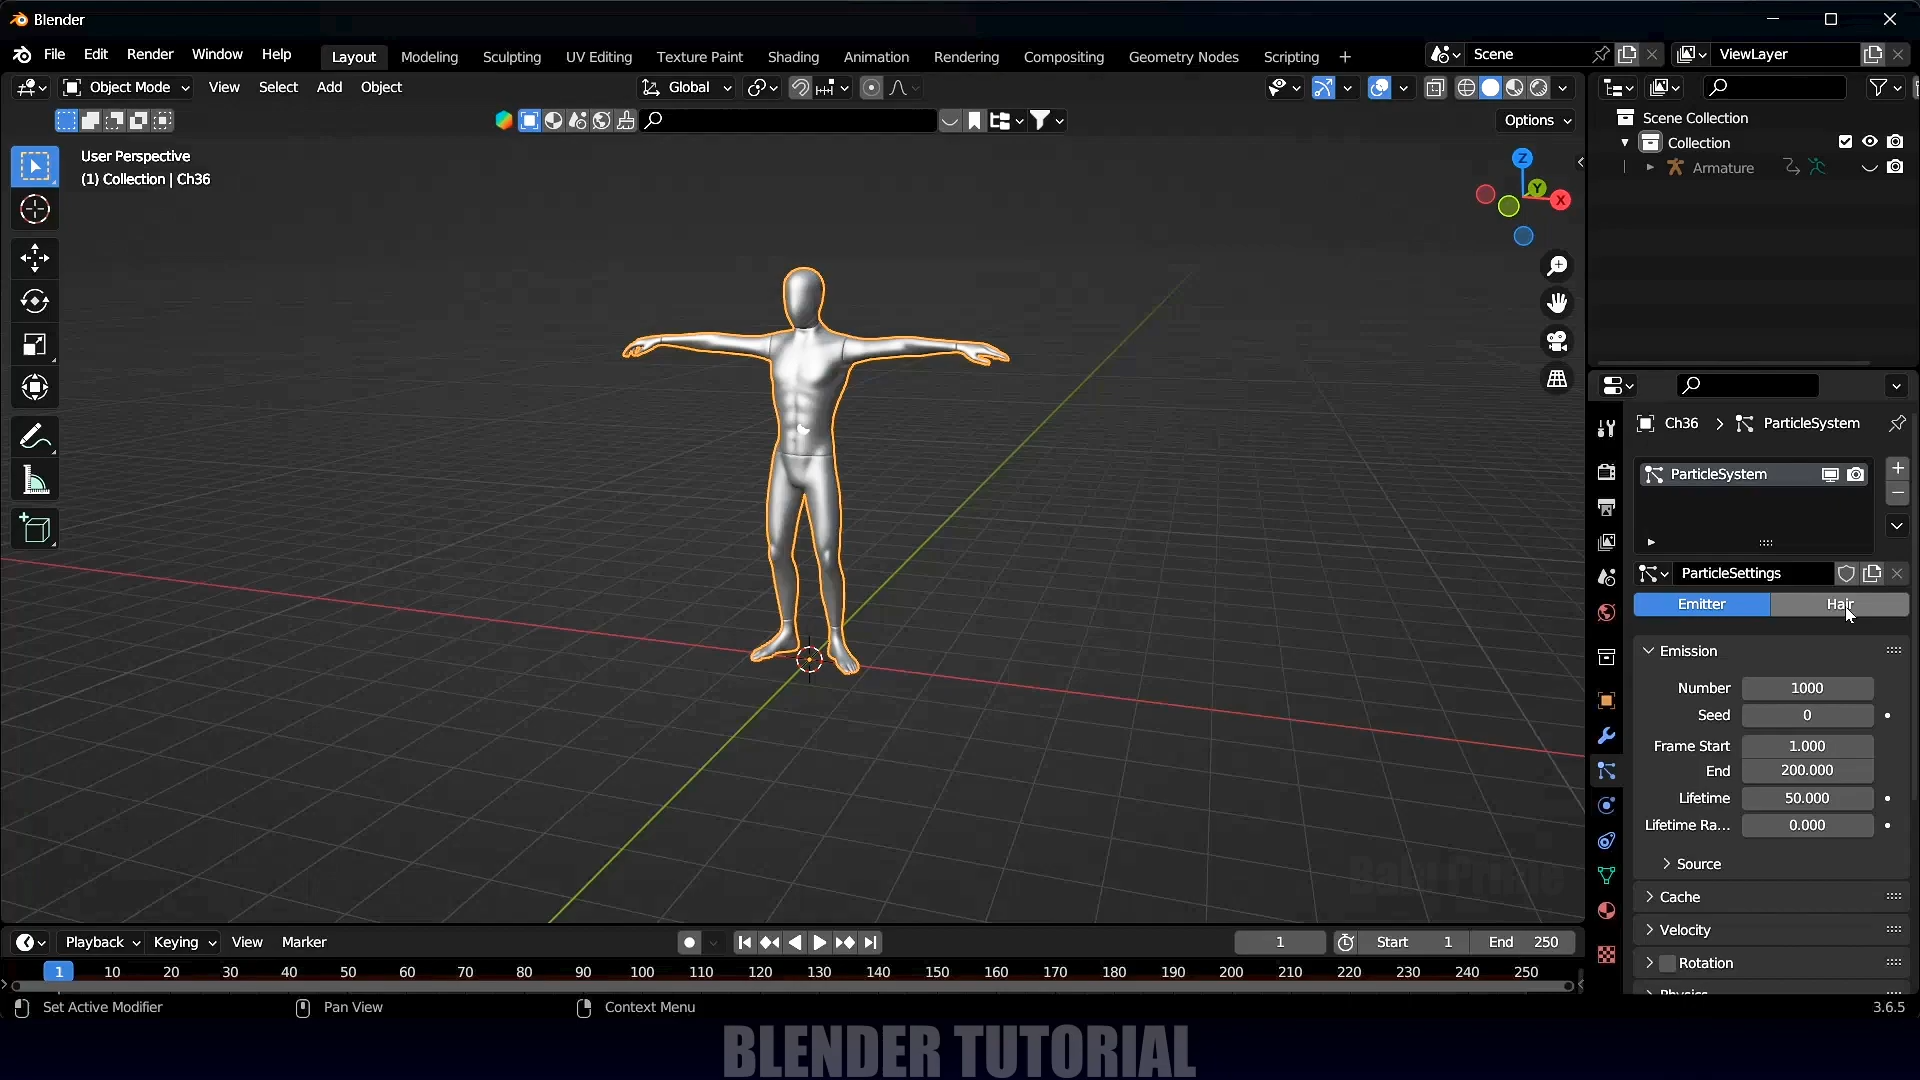 Blender
File Edit Render Window Help Layout Modeling Sculpting UV Editing Texture Paint Shading Animation Rendering Compositing Geometry Nodes Scripting + Scene ViewLayer
Object Mode View Select Add Object Global
Options
User Perspective
(1) Collection | Ch36
Z
Y
X
Scene Collection
Collection
Armature
Ch36 > ParticleSystem
ParticleSystem
ParticleSettings
Emitter Hair
Emission
Number 1000
Seed 0
Frame Start 1.000
End 200.000
Lifetime 50.000
Lifetime Ra... 0.000
Source
Cache
Velocity
Rotation
Physics
Playback Keying View Marker 1 Start 1 End 250
1 10 20 30 40 50 60 70 80 90 100 110 120 130 140 150 160 170 180 190 200 210 220 230 240 250
Set Active Modifier Pan View Context Menu 3.6.5
BLENDER TUTORIAL